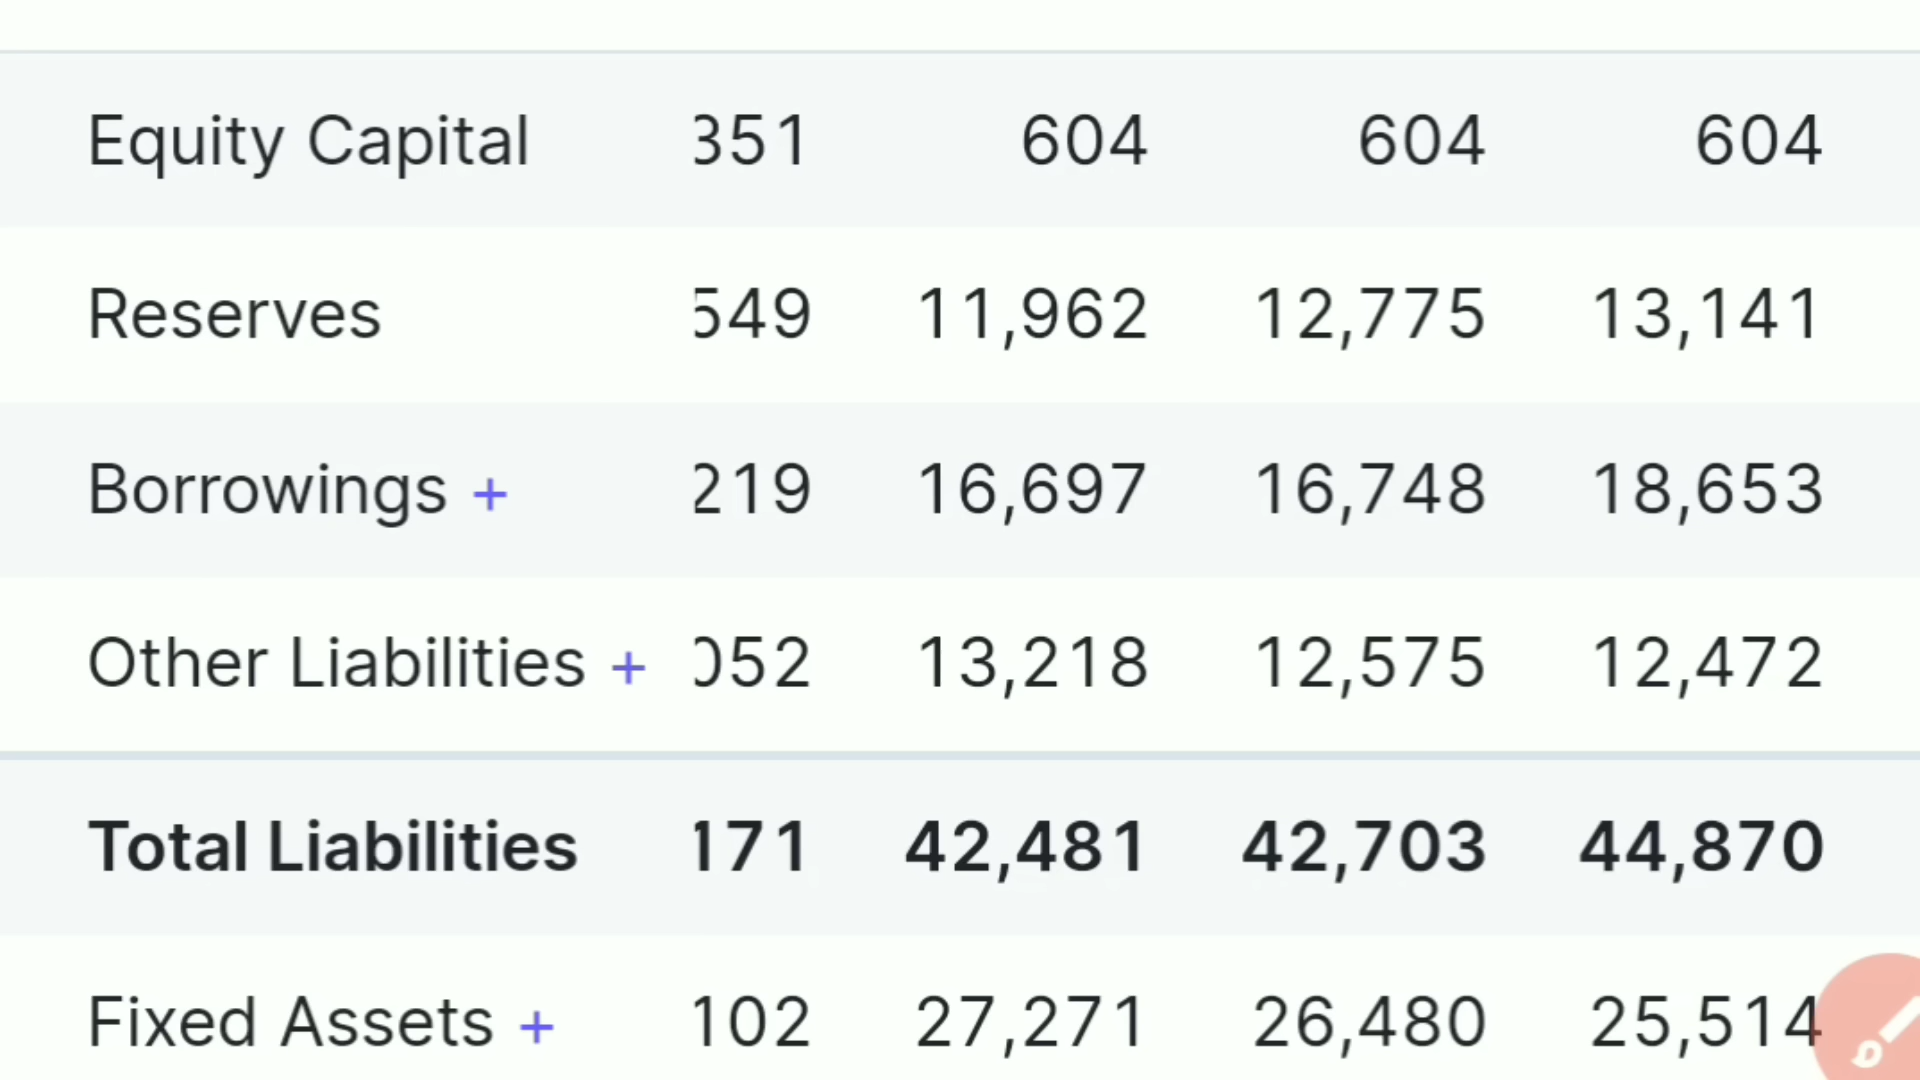 Equity Capital 351 604 604 604
Reserves 549 11,962 12,775 13,141
Borrowings + 219 16,697 16,748 18,653
Other Liabilities + 052 13,218 12,575 12,472
Total Liabilities 171 42,481 42,703 44,870
Fixed Assets + 102 27,271 26,480 25,514